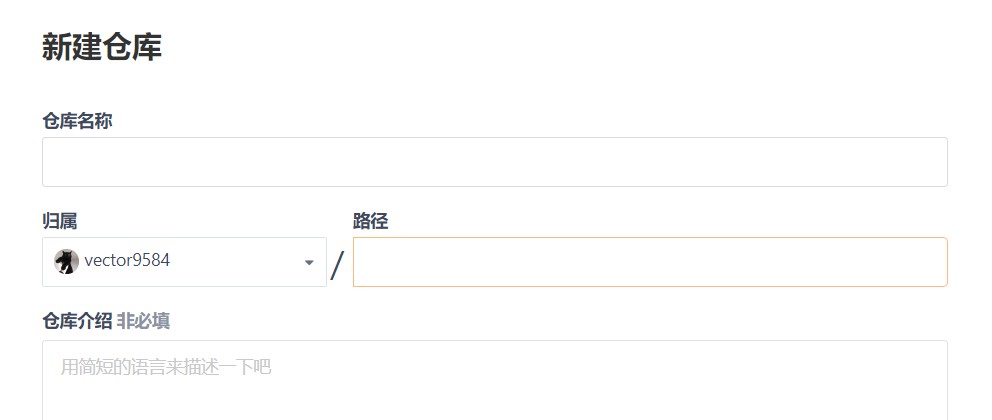 新建仓库
仓库名称
归属 路径
vector9584 /
仓库介绍 非必填
用简短的语言来描述一下吧